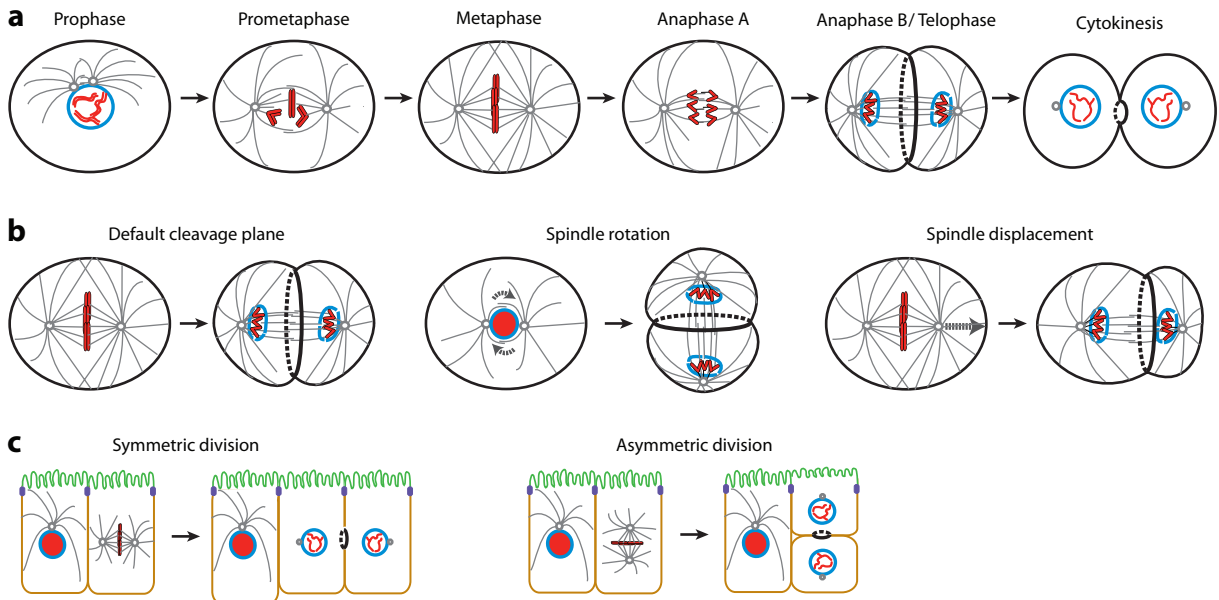 a
Prophase
Prometaphase
Metaphase
Anaphase A
Anaphase B/ Telophase
Cytokinesis
b
Default cleavage plane
Spindle rotation
Spindle displacement
c
Symmetric division
Asymmetric division